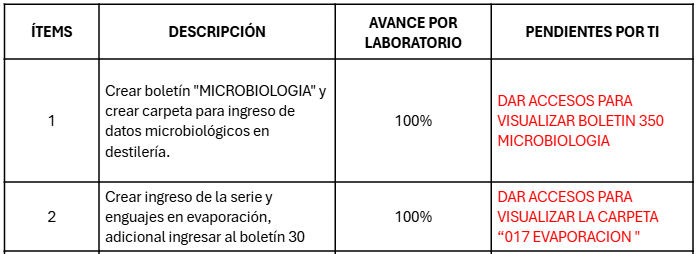 ÍTEMS
DESCRIPCIÓN
AVANCE POR
LABORATORIO
PENDIENTES POR TI
1
Crear boletín "MICROBIOLOGIA" y
crear carpeta para ingreso de
datos microbiológicos en
destilería.
100%
DAR ACCESOS PARA
VISUALIZAR BOLETIN 350
MICROBIOLOGIA
2
Crear ingreso de la serie y
enguajes en evaporación,
adicional ingresar al boletín 30
100%
DAR ACCESOS PARA
VISUALIZAR LA CARPETA
“017 EVAPORACION "